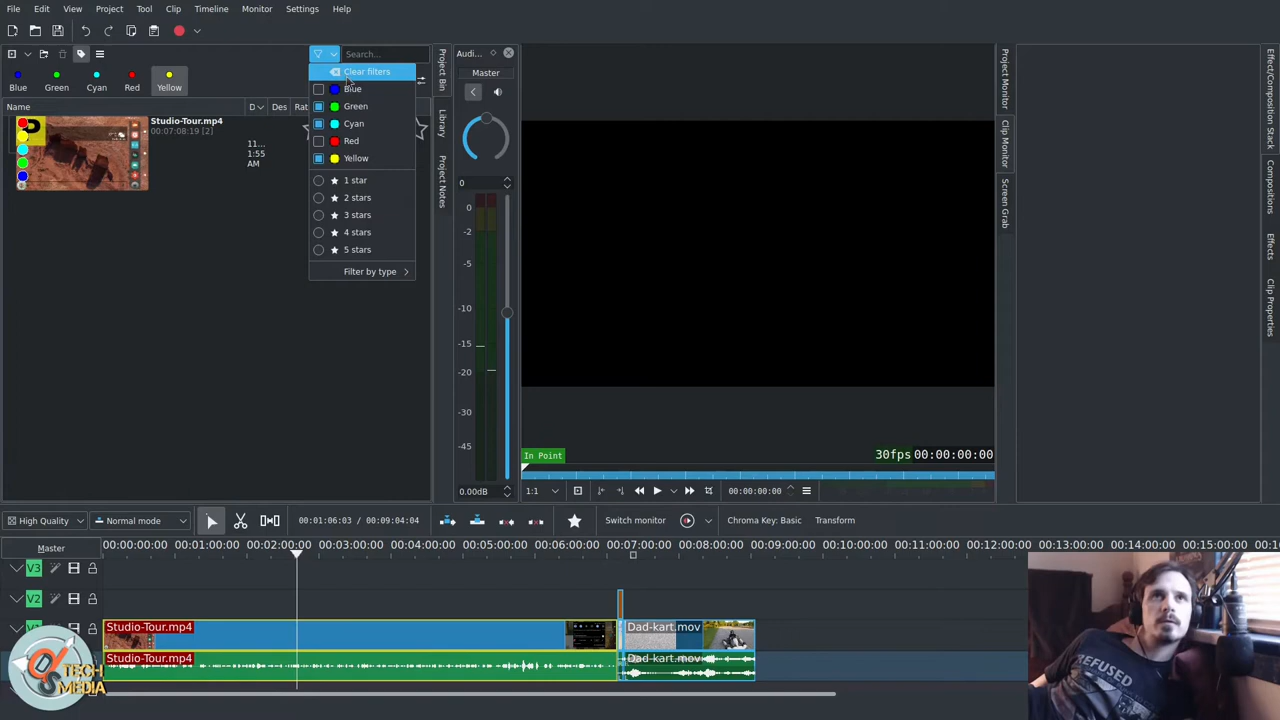 File Edit View Project Tool Clip Timeline Monitor Settings Help
Search...
Clear filters
Blue
Green
Cyan
Red
Yellow
1 star
2 stars
3 stars
4 stars
5 stars
Filter by type
Blue Green Cyan Red Yellow
Name D Des Rat
Studio-Tour.mp4
00:07:08:19 [2]
11...
1:55
AM
Project Bin
Library
Project Notes
Audi...
Master
0
0
-2
-5
-10
-15
-20
-30
-45
0.00dB
In Point
30fps 00:00:00:00
1:1 00:00:00:00
Project Monitor
Clip Monitor
Screen Grab
Effect/Composition Stack
Compositions
Effects
Clip Properties
High Quality Normal mode 00:01:06:03 / 00:09:04:04 Switch monitor Chroma Key: Basic Transform
Master
00:00:00:00 00:01:00:00 00:02:00:00 00:03:00:00 00:04:00:00 00:05:00:00 00:06:00:00 00:07:00:00 00:08:00:00 00:09:00:00 00:10:00:00 00:11:00:00 00:12:00:00 00:13:00:00 00:14:00:00 00:15:00:00
V3
V2
Studio-Tour.mp4 Dad-kart.mov
Studio-Tour.mp4 Dad-kart.mov
TECH
MEDIA
REFUSED